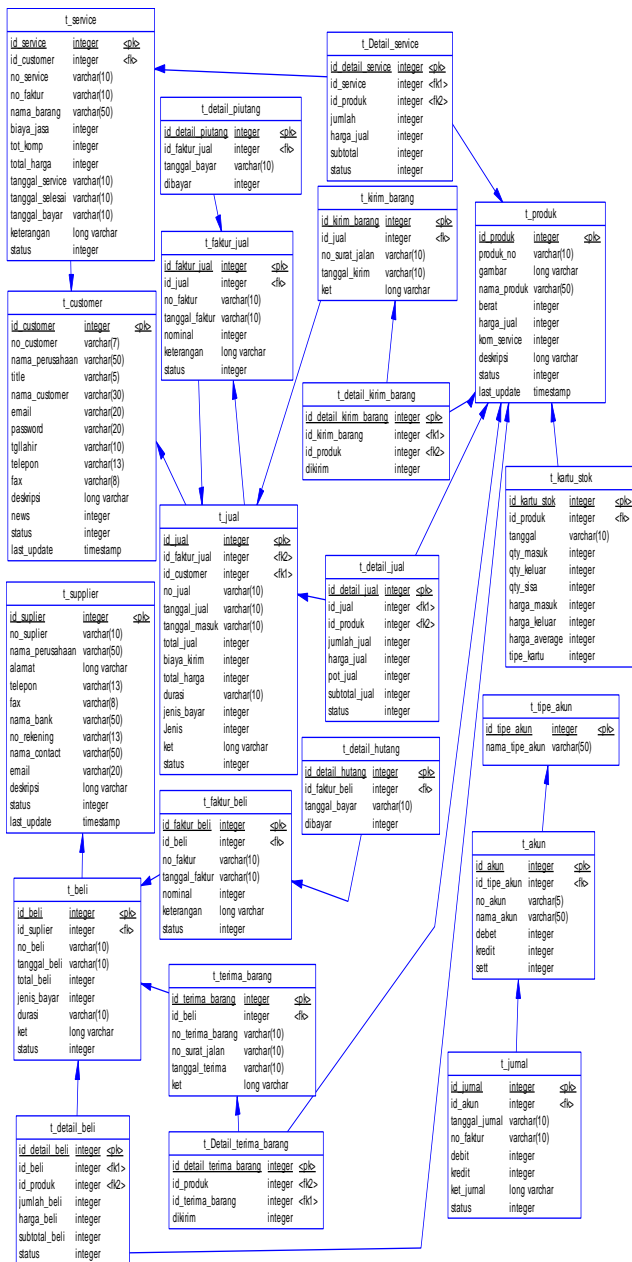 t_service
id_service integer <pk>
id_customer integer <fk>
no_service varchar(10)
no_faktur varchar(10)
nama_barang varchar(50)
biaya_jasa integer
tot_komp integer
total_harga integer
tanggal_service varchar(10)
tanggal_selesai varchar(10)
tanggal_bayar varchar(10)
keterangan long varchar
status integer
t_Detail_service
id_detail_service integer <pk>
id_service integer <fk1>
id_produk integer <fk2>
jumlah integer
harga_jual integer
subtotal integer
status integer
t_detail_piutang
id_detail_piutang integer <pk>
id_faktur_jual integer <fk>
tanggal_bayar varchar(10)
dibayar integer
t_kirim_barang
id_kirim_barang integer <pk>
id_jual integer <fk>
no_surat_jalan varchar(10)
tanggal_kirim varchar(10)
ket long varchar
t_produk
id_produk integer <pk>
produk_no varchar(10)
gambar long varchar
nama_produk varchar(50)
berat integer
harga_jual integer
kom_service integer
deskripsi long varchar
status integer
last_update timestamp
t_faktur_jual
id_faktur_jual integer <pk>
id_jual integer <fk>
no_faktur varchar(10)
tanggal_faktur varchar(10)
nominal integer
keterangan long varchar
status integer
t_customer
id_customer integer <pk>
no_customer varchar(7)
nama_perusahaan varchar(50)
title varchar(5)
nama_customer varchar(30)
email varchar(20)
password varchar(20)
tgllahir varchar(10)
telepon varchar(13)
fax varchar(8)
deskripsi long varchar
news integer
status integer
last_update timestamp
t_detail_kirim_barang
id_detail_kirim_barang integer <pk>
id_kirim_barang integer <fk1>
id_produk integer <fk2>
dikirim integer
t_kartu_stok
id_kartu_stok integer <pk>
id_produk integer <fk>
tanggal varchar(10)
qty_masuk integer
qty_keluar integer
qty_sisa integer
harga_masuk integer
harga_keluar integer
harga_average integer
tipe_kartu integer
t_jual
id_jual integer <pk>
id_faktur_jual integer <fk2>
id_customer integer <fk1>
no_jual varchar(10)
tanggal_jual varchar(10)
tanggal_masuk varchar(10)
total_jual integer
biaya_kirim integer
total_harga integer
durasi varchar(10)
jenis_bayar integer
Jenis integer
ket long varchar
status integer
t_detail_jual
id_detail_jual integer <pk>
id_jual integer <fk1>
id_produk integer <fk2>
jumlah_jual integer
harga_jual integer
pot_jual integer
subtotal_jual integer
status integer
t_supplier
id_suplier integer <pk>
no_suplier varchar(10)
nama_perusahaan varchar(50)
alamat long varchar
telepon varchar(13)
fax varchar(8)
nama_bank varchar(50)
no_rekening varchar(13)
nama_contact varchar(50)
email varchar(20)
deskripsi long varchar
status integer
last_update timestamp
t_tipe_akun
id_tipe_akun integer <pk>
nama_tipe_akun varchar(50)
t_detail_hutang
id_detail_hutang integer <pk>
id_faktur_beli integer <fk>
tanggal_bayar varchar(10)
dibayar integer
t_faktur_beli
id_faktur_beli integer <pk>
id_beli integer <fk>
no_faktur varchar(10)
tanggal_faktur varchar(10)
nominal integer
keterangan long varchar
status integer
t_akun
id_akun integer <pk>
id_tipe_akun integer <fk>
no_akun varchar(5)
nama_akun varchar(50)
debet integer
kredit integer
sett integer
t_beli
id_beli integer <pk>
id_suplier integer <fk>
no_beli varchar(10)
tanggal_beli varchar(10)
total_beli integer
jenis_bayar integer
durasi varchar(10)
ket long varchar
status integer
t_terima_barang
id_terima_barang integer <pk>
id_beli integer <fk>
no_terima_barang varchar(10)
no_surat_jalan varchar(10)
tanggal_terima varchar(10)
ket long varchar
t_jurnal
id_jurnal integer <pk>
id_akun integer <fk>
tanggal_jurnal varchar(10)
no_faktur varchar(10)
debit integer
kredit integer
ket_jurnal long varchar
status integer
t_detail_beli
id_detail_beli integer <pk>
id_beli integer <fk1>
id_produk integer <fk2>
jumlah_beli integer
harga_beli integer
subtotal_beli integer
status integer
t_Detail_terima_barang
id_detail_terima_barang integer <pk>
id_produk integer <fk2>
id_terima_barang integer <fk1>
dikirim integer